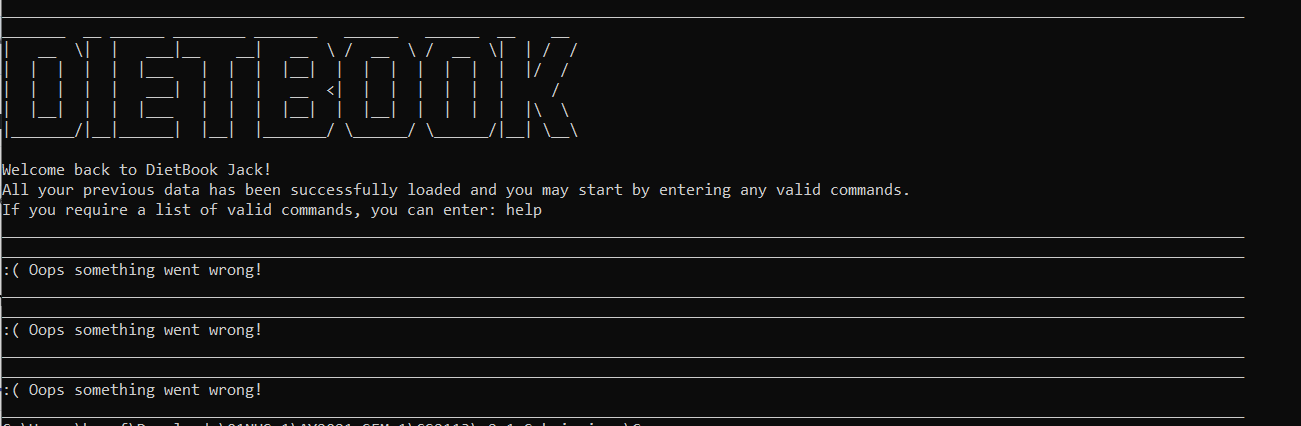 DIETBOOK
Welcome back to DietBook Jack!
All your previous data has been successfully loaded and you may start by entering any valid commands.
If you require a list of valid commands, you can enter: help
:( Oops something went wrong!
:( Oops something went wrong!
:( Oops something went wrong!